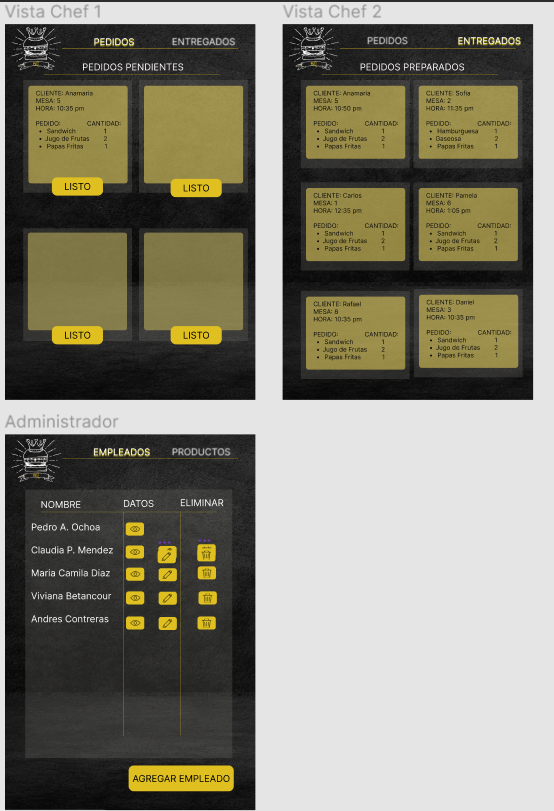 Vista Chef 1
PEDIDOS
ENTREGADOS
PEDIDOS PENDIENTES
CLIENTE: Anamaria
MESA: 5
HORA: 10:35 pm
PEDIDO: CANTIDAD:
• Sandwich 1
• Jugo de Frutas 2
• Papas Fritas 1
LISTO
LISTO
LISTO
LISTO
Vista Chef 2
PEDIDOS
ENTREGADOS
PEDIDOS PREPARADOS
CLIENTE: Anamaria
MESA: 5
HORA: 10:50 pm
PEDIDO: CANTIDAD:
• Sandwich 1
• Jugo de Frutas 2
• Papas Fritas 1
CLIENTE: Sofia
MESA: 2
HORA: 11:35 pm
PEDIDO: CANTIDAD:
• Hamburguesa 1
• Gaseosa 2
• Papas Fritas 1
CLIENTE: Carlos
MESA: 1
HORA: 12:35 pm
PEDIDO: CANTIDAD:
• Sandwich 1
• Jugo de Frutas 2
• Papas Fritas 1
CLIENTE: Pamela
MESA: 6
HORA: 1:05 pm
PEDIDO: CANTIDAD:
• Sandwich 1
• Jugo de Frutas 2
• Papas Fritas 1
CLIENTE: Rafael
MESA: 8
HORA: 10:35 pm
PEDIDO: CANTIDAD:
• Sandwich 1
• Jugo de Frutas 2
• Papas Fritas 1
CLIENTE: Daniel
MESA: 3
HORA: 10:35 pm
PEDIDO: CANTIDAD:
• Sandwich 1
• Jugo de Frutas 2
• Papas Fritas 1
Administrador
EMPLEADOS
PRODUCTOS
NOMBRE DATOS ELIMINAR
Pedro A. Ochoa
Claudia P. Mendez
Maria Camila Diaz
Viviana Betancour
Andres Contreras
AGREGAR EMPLEADO